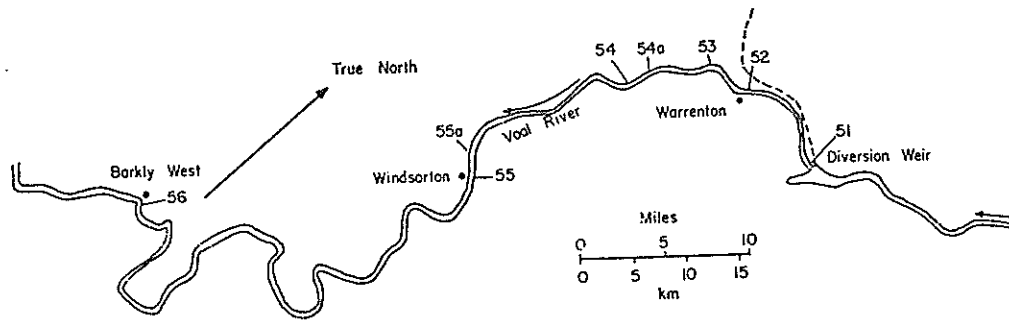 True North
54
54a
53
52
Warrenton
51
Diversion Weir
Vaal River
55a
Windsorton
55
Barkly West
56
Miles
0 5 10
0 5 10 15
km